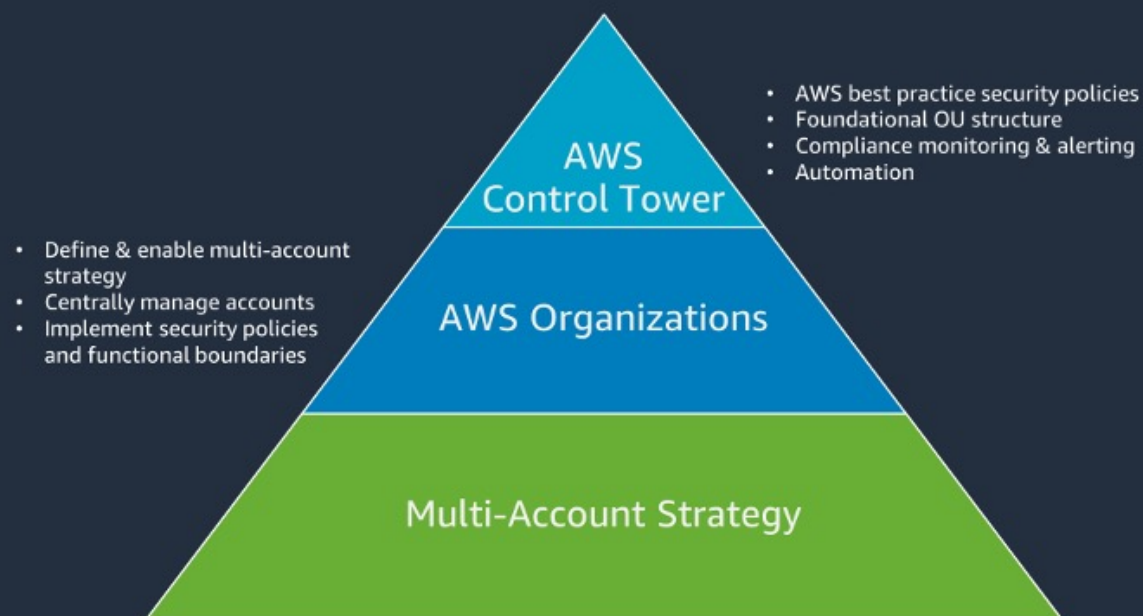 AWS
Control Tower
• AWS best practice security policies
• Foundational OU structure
• Compliance monitoring & alerting
• Automation
• Define & enable multi-account
strategy
• Centrally manage accounts
• Implement security policies
and functional boundaries
AWS Organizations
Multi-Account Strategy